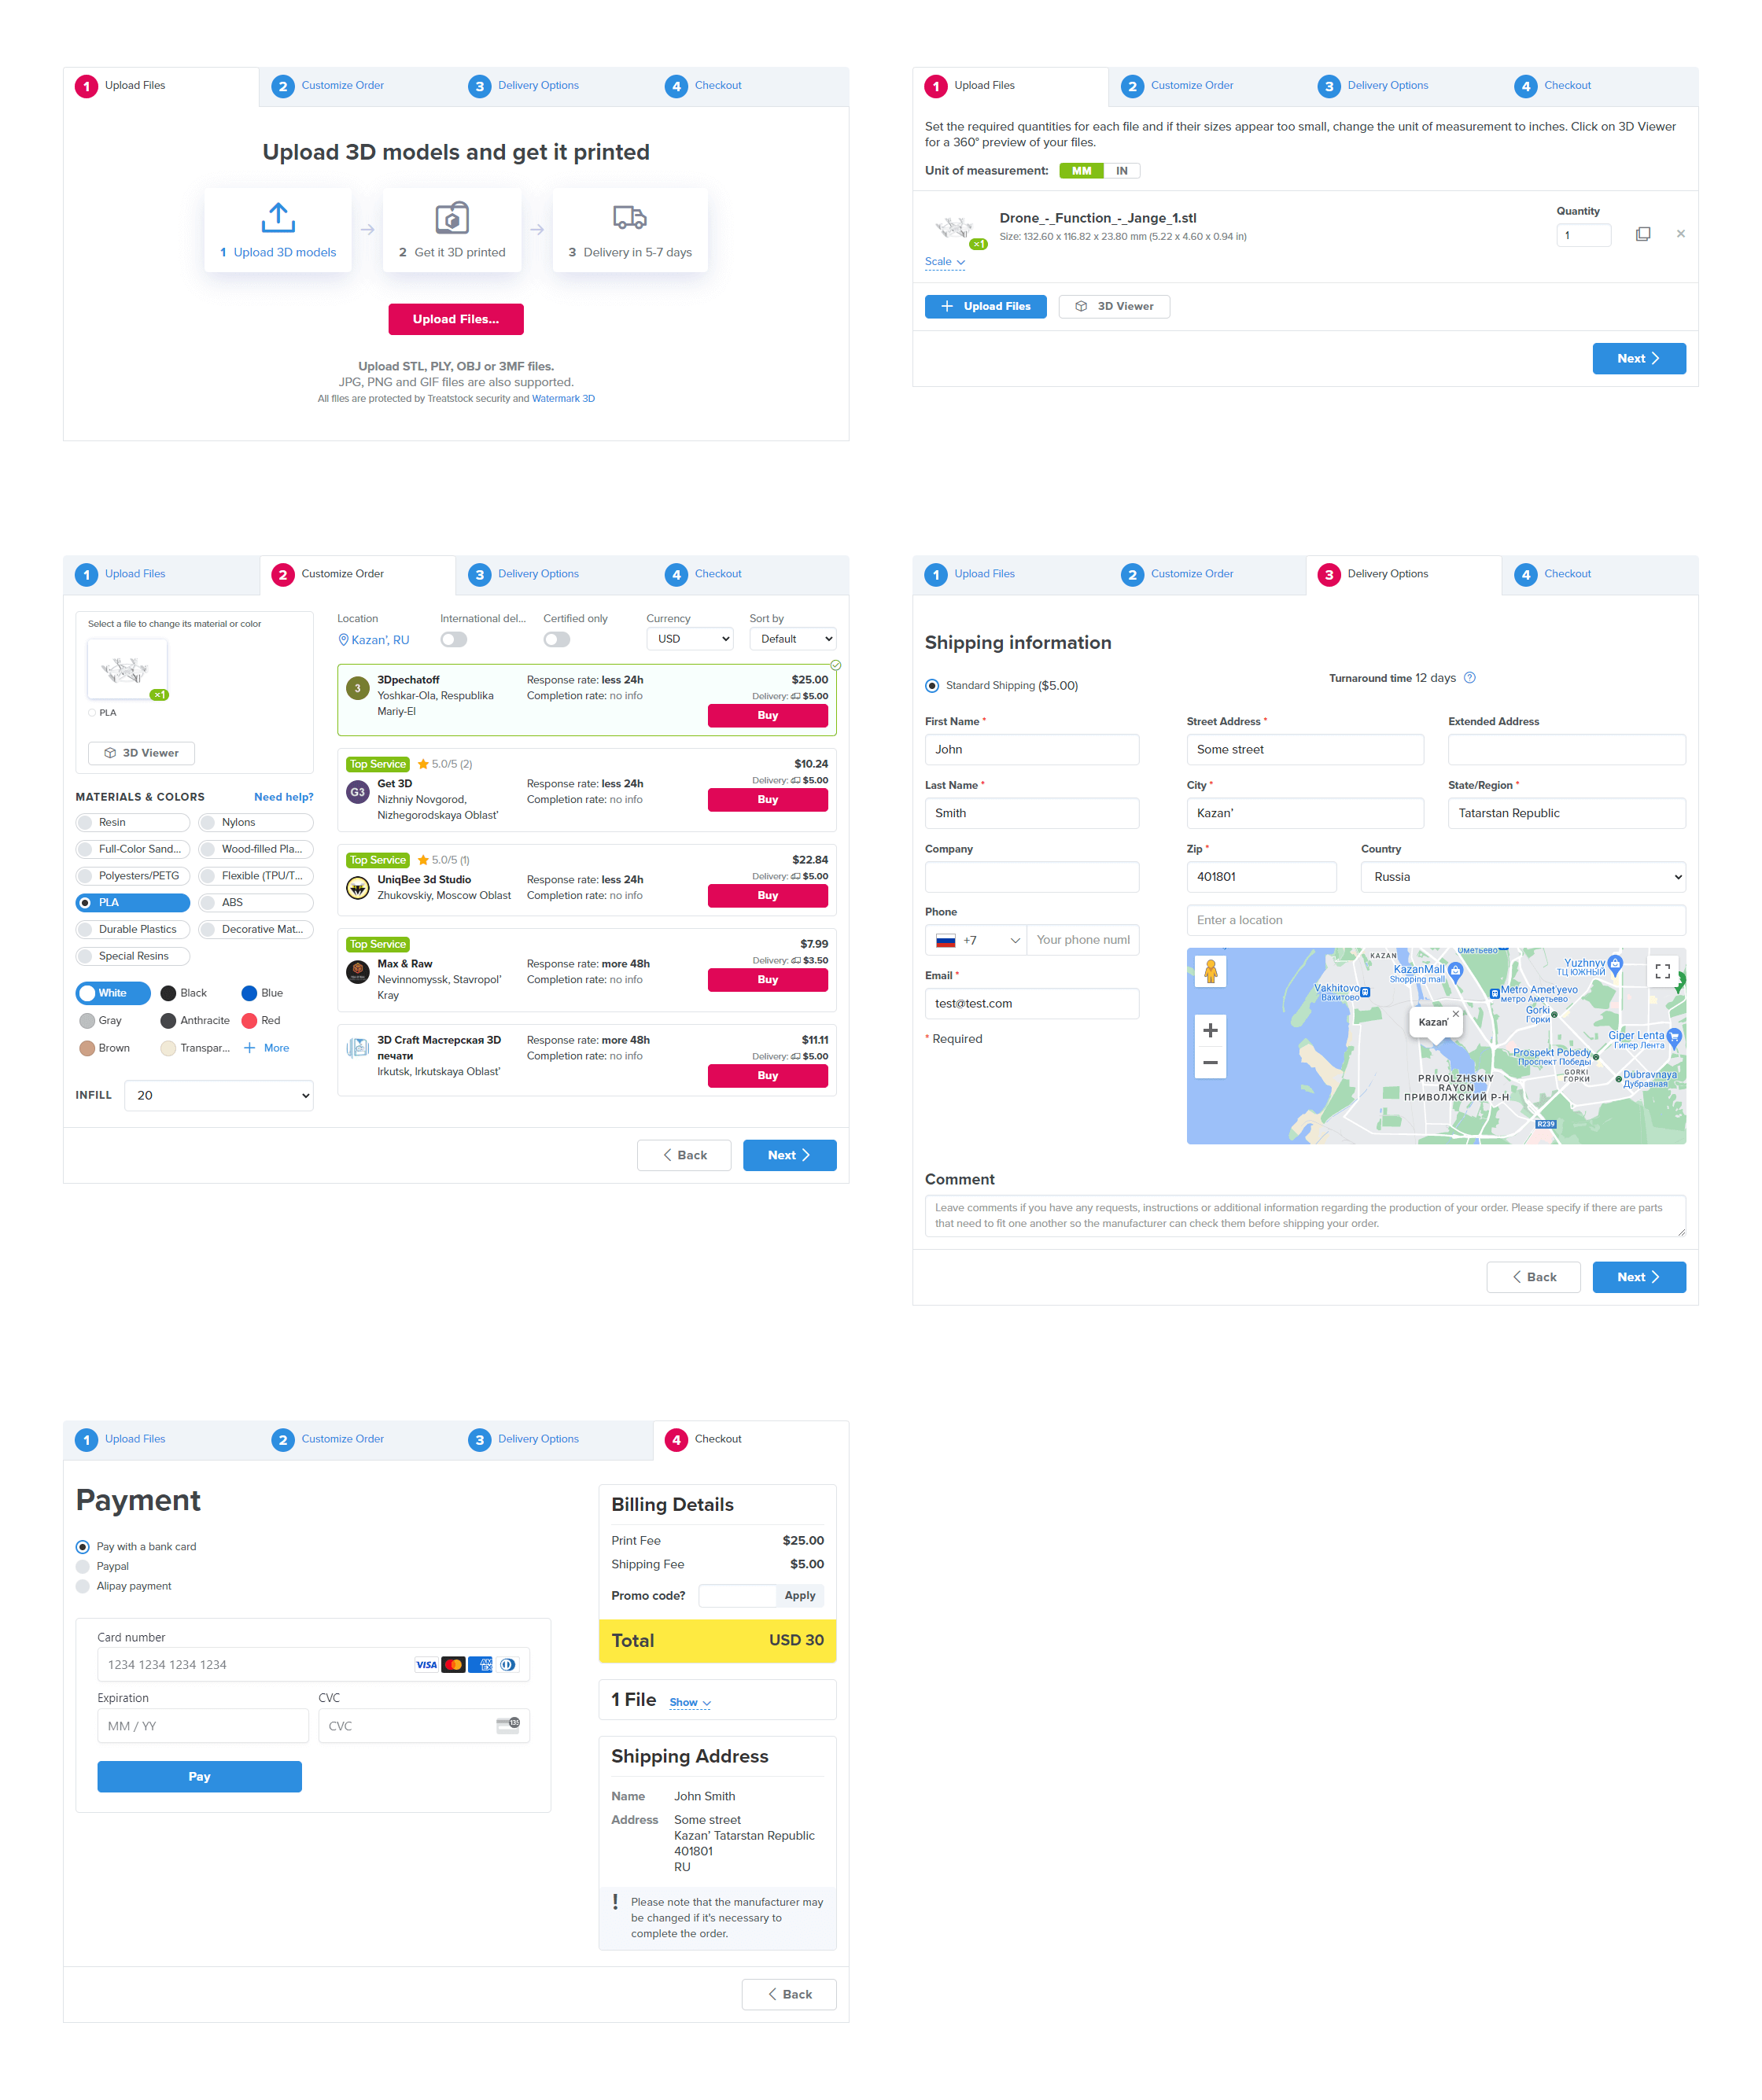 1 Upload Files
2 Customize Order
3 Delivery Options
4 Checkout
Upload 3D models and get it printed
1 Upload 3D models
2 Get it 3D printed
3 Delivery in 5-7 days
Upload Files...
Upload STL, PLY, OBJ or 3MF files.
JPG, PNG and GIF files are also supported.
All files are protected by Treatstock security and Watermark 3D
1 Upload Files
2 Customize Order
3 Delivery Options
4 Checkout
Set the required quantities for each file and if their sizes appear too small, change the unit of measurement to inches. Click on 3D Viewer
for a 360° preview of your files.
Unit of measurement: MM IN
Drone_-_Function_-_Jange_1.stl
Size: 132.60 x 116.82 x 23.80 mm (5.22 x 4.60 x 0.94 in)
Quantity
1
×1
Scale
Upload Files
3D Viewer
Next
1 Upload Files
2 Customize Order
3 Delivery Options
4 Checkout
Select a file to change its material or color
×1
PLA
3D Viewer
MATERIALS & COLORS Need help?
Resin Nylons
Full-Color Sand... Wood-filled Pla...
Polyesters/PETG Flexible (TPU/T...
PLA ABS
Durable Plastics Decorative Mat...
Special Resins
White Black Blue
Gray Anthracite Red
Brown Transpar... More
INFILL 20
Location International del... Certified only Currency Sort by
Kazan', RU USD Default
3
3Dpechatoff Response rate: less 24h $25.00
Yoshkar-Ola, Respublika Completion rate: no info Delivery: $5.00
Mariy-El
Buy
Top Service 5.0/5 (2) $10.24
G3
Get 3D Response rate: less 24h Delivery: $5.00
Nizhniy Novgorod, Completion rate: no info
Nizhegorodskaya Oblast'
Buy
Top Service 5.0/5 (1) $22.84
UniqBee 3d Studio Response rate: less 24h Delivery: $5.00
Zhukovskiy, Moscow Oblast Completion rate: no info
Buy
Top Service $7.99
Max & Raw Response rate: more 48h Delivery: $3.50
Nevinnomyssk, Stavropol' Completion rate: no info
Kray
Buy
3D Craft Мастерская 3D Response rate: more 48h $11.11
печати Completion rate: no info Delivery: $5.00
Irkutsk, Irkutskaya Oblast'
Buy
Back
Next
1 Upload Files
2 Customize Order
3 Delivery Options
4 Checkout
Shipping information
Standard Shipping ($5.00)
Turnaround time 12 days ?
First Name * Street Address * Extended Address
John Some street
Last Name * City * State/Region *
Smith Kazan' Tatarstan Republic
Company Zip * Country
401801 Russia
Phone
Enter a location
+7 Your phone numl
Email *
test@test.com
* Required
KAZAN
Ометьево
KazanMall
Shopping mall
Yuzhnyy
ТЦ ЮЖНЫЙ
Vakhitovo
Вахитово
Metro Amet'yevo
метро Аметьево
Gorki
Горки
Kazan'
Giper Lenta
Гипер Лента
Prospekt Pobedy
Проспект Победы
GORKI
ГОРКИ
Dubravnaya
Дубравная
PRIVOLZHSKIY
RAYON
ПРИВОЛЖСКИЙ Р-Н
R239
Comment
Leave comments if you have any requests, instructions or additional information regarding the production of your order. Please specify if there are parts
that need to fit one another so the manufacturer can check them before shipping your order.
Back
Next
1 Upload Files
2 Customize Order
3 Delivery Options
4 Checkout
Payment
Pay with a bank card
Paypal
Alipay payment
Card number
1234 1234 1234 1234
VISA
Expiration CVC
MM / YY CVC
Pay
Billing Details
Print Fee $25.00
Shipping Fee $5.00
Promo code? Apply
Total USD 30
1 File Show
Shipping Address
Name John Smith
Address Some street
Kazan' Tatarstan Republic
401801
RU
! Please note that the manufacturer may
be changed if it's necessary to
complete the order.
Back